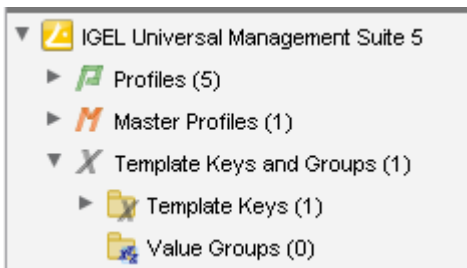 IGEL Universal Management Suite 5
Profiles (5)
Master Profiles (1)
Template Keys and Groups (1)
Template Keys (1)
Value Groups (0)